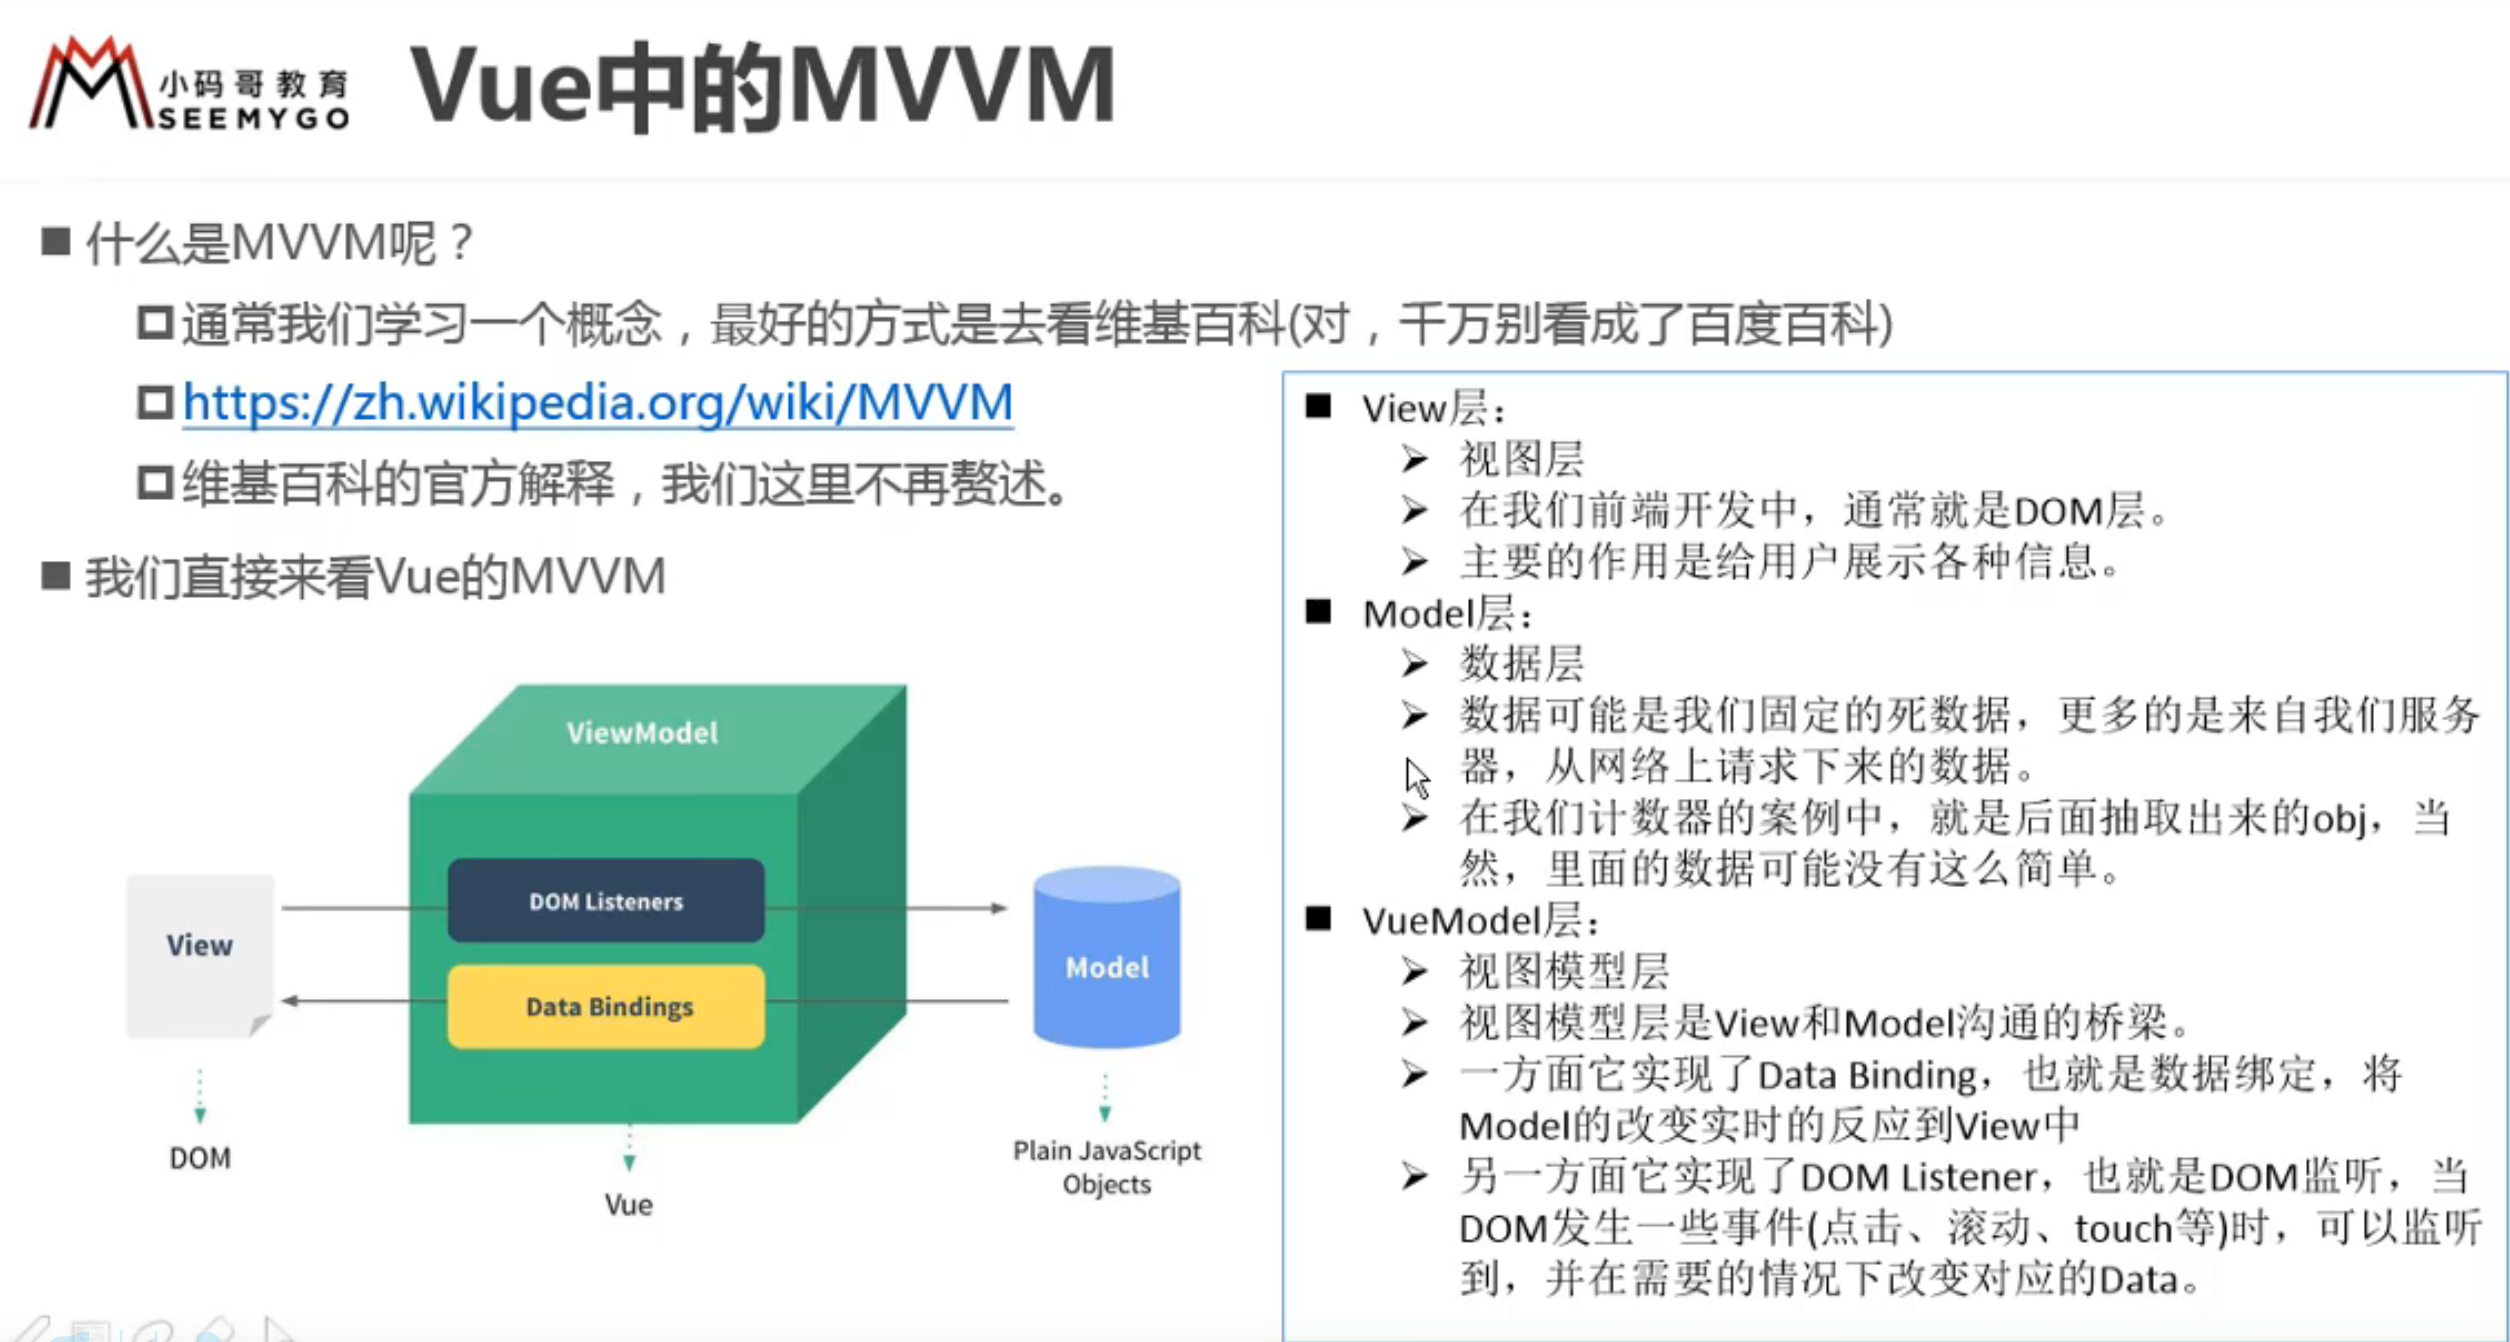 小码哥教育
SEEMYGO
Vue中的MVVM
什么是MVVM呢？
通常我们学习一个概念，最好的方式是去看维基百科(对，千万别看成了百度百科)
https://zh.wikipedia.org/wiki/MVVM
维基百科的官方解释，我们这里不再赘述。
我们直接来看Vue的MVVM
ViewModel
DOM Listeners
View
Model
Data Bindings
DOM
Vue
Plain JavaScript
Objects
View层：
视图层
在我们前端开发中，通常就是DOM层。
主要的作用是给用户展示各种信息。
Model层：
数据层
数据可能是我们固定的死数据，更多的是来自我们服务
器，从网络上请求下来的数据。
在我们计数器的案例中，就是后面抽取出来的obj，当
然，里面的数据可能没有这么简单。
VueModel层：
视图模型层
视图模型层是View和Model沟通的桥梁。
一方面它实现了Data Binding，也就是数据绑定，将
Model的改变实时的反应到View中
另一方面它实现了DOM Listener，也就是DOM监听，当
DOM发生一些事件(点击、滚动、touch等)时，可以监听
到，并在需要的情况下改变对应的Data。